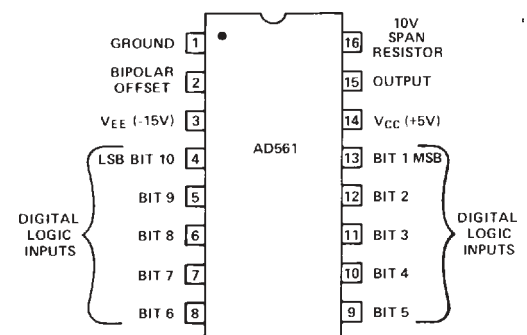 GROUND 1
16 10V SPAN RESISTOR
BIPOLAR OFFSET 2
15 OUTPUT
VEE (-15V) 3
14 VCC (+5V)
AD561
LSB BIT 10 4
13 BIT 1 MSB
BIT 9 5
12 BIT 2
DIGITAL LOGIC INPUTS
BIT 8 6
11 BIT 3
DIGITAL LOGIC INPUTS
BIT 7 7
10 BIT 4
BIT 6 8
9 BIT 5